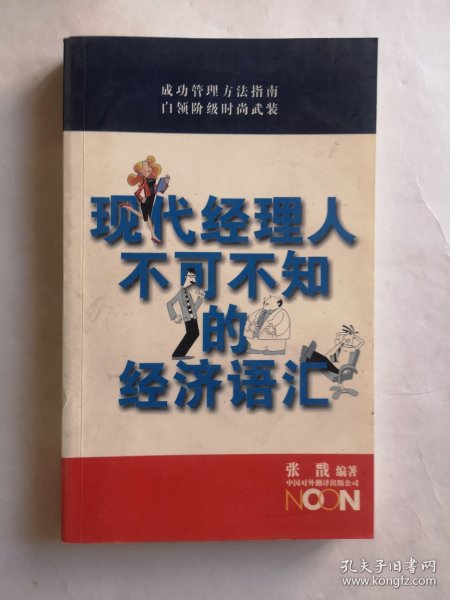 成功管理方法指南
白领阶级时尚武装
现代经理人
不可不知
的
经济语汇
张戬 编著
中国对外翻译出版公司
NOON
孔夫子旧书网
www.kongfz.com